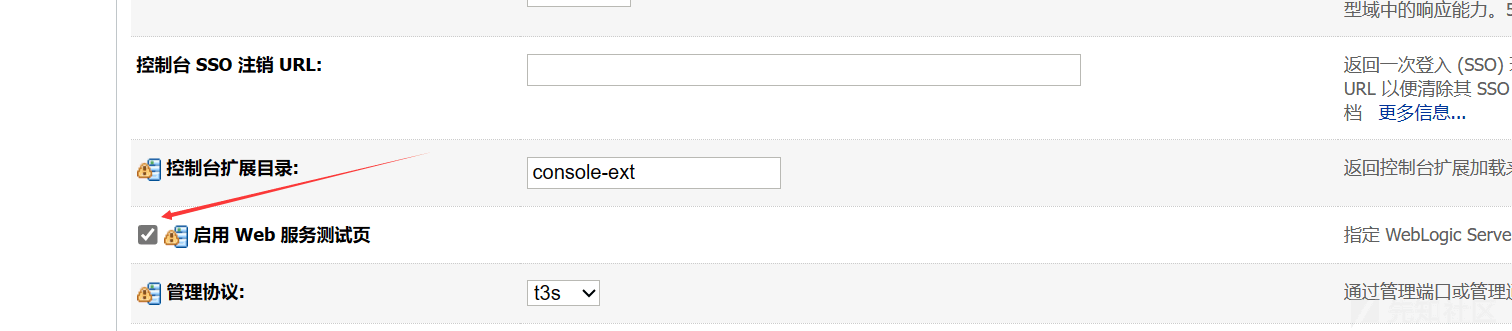 型域中的响应能力。5
控制台 SSO 注销 URL:
返回一次登入 (SSO)
URL 以便清除其 SSO
档 更多信息...
控制台扩展目录:
console-ext
返回控制台扩展加载
启用 Web 服务测试页
指定 WebLogic Serve
管理协议:
t3s
通过管理端口或管理
先知社区